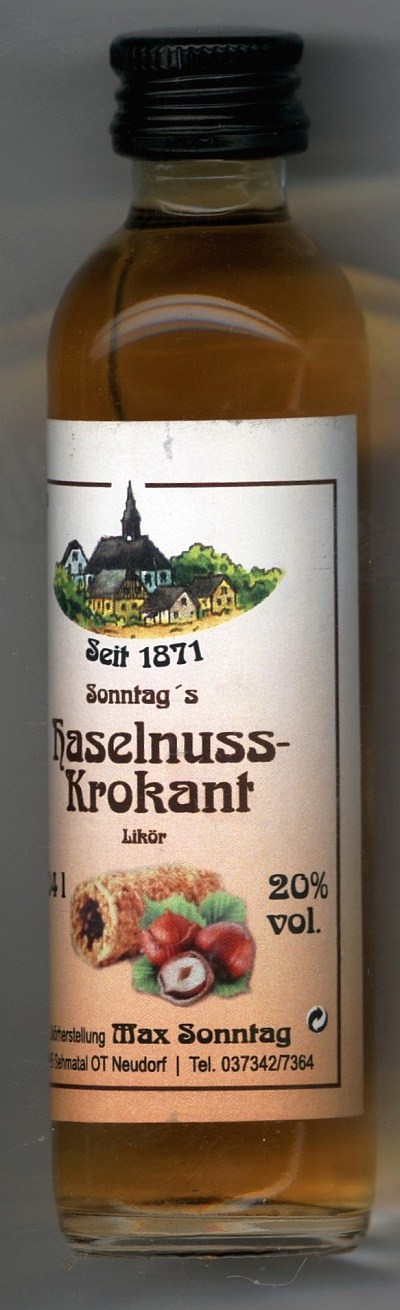 Seit 1871
Sonntag´s
Haselnuss-
Krokant
Likör
20%
vol.
Max Sonntag
Sehmatal OT Neudorf | Tel. 037342/7364